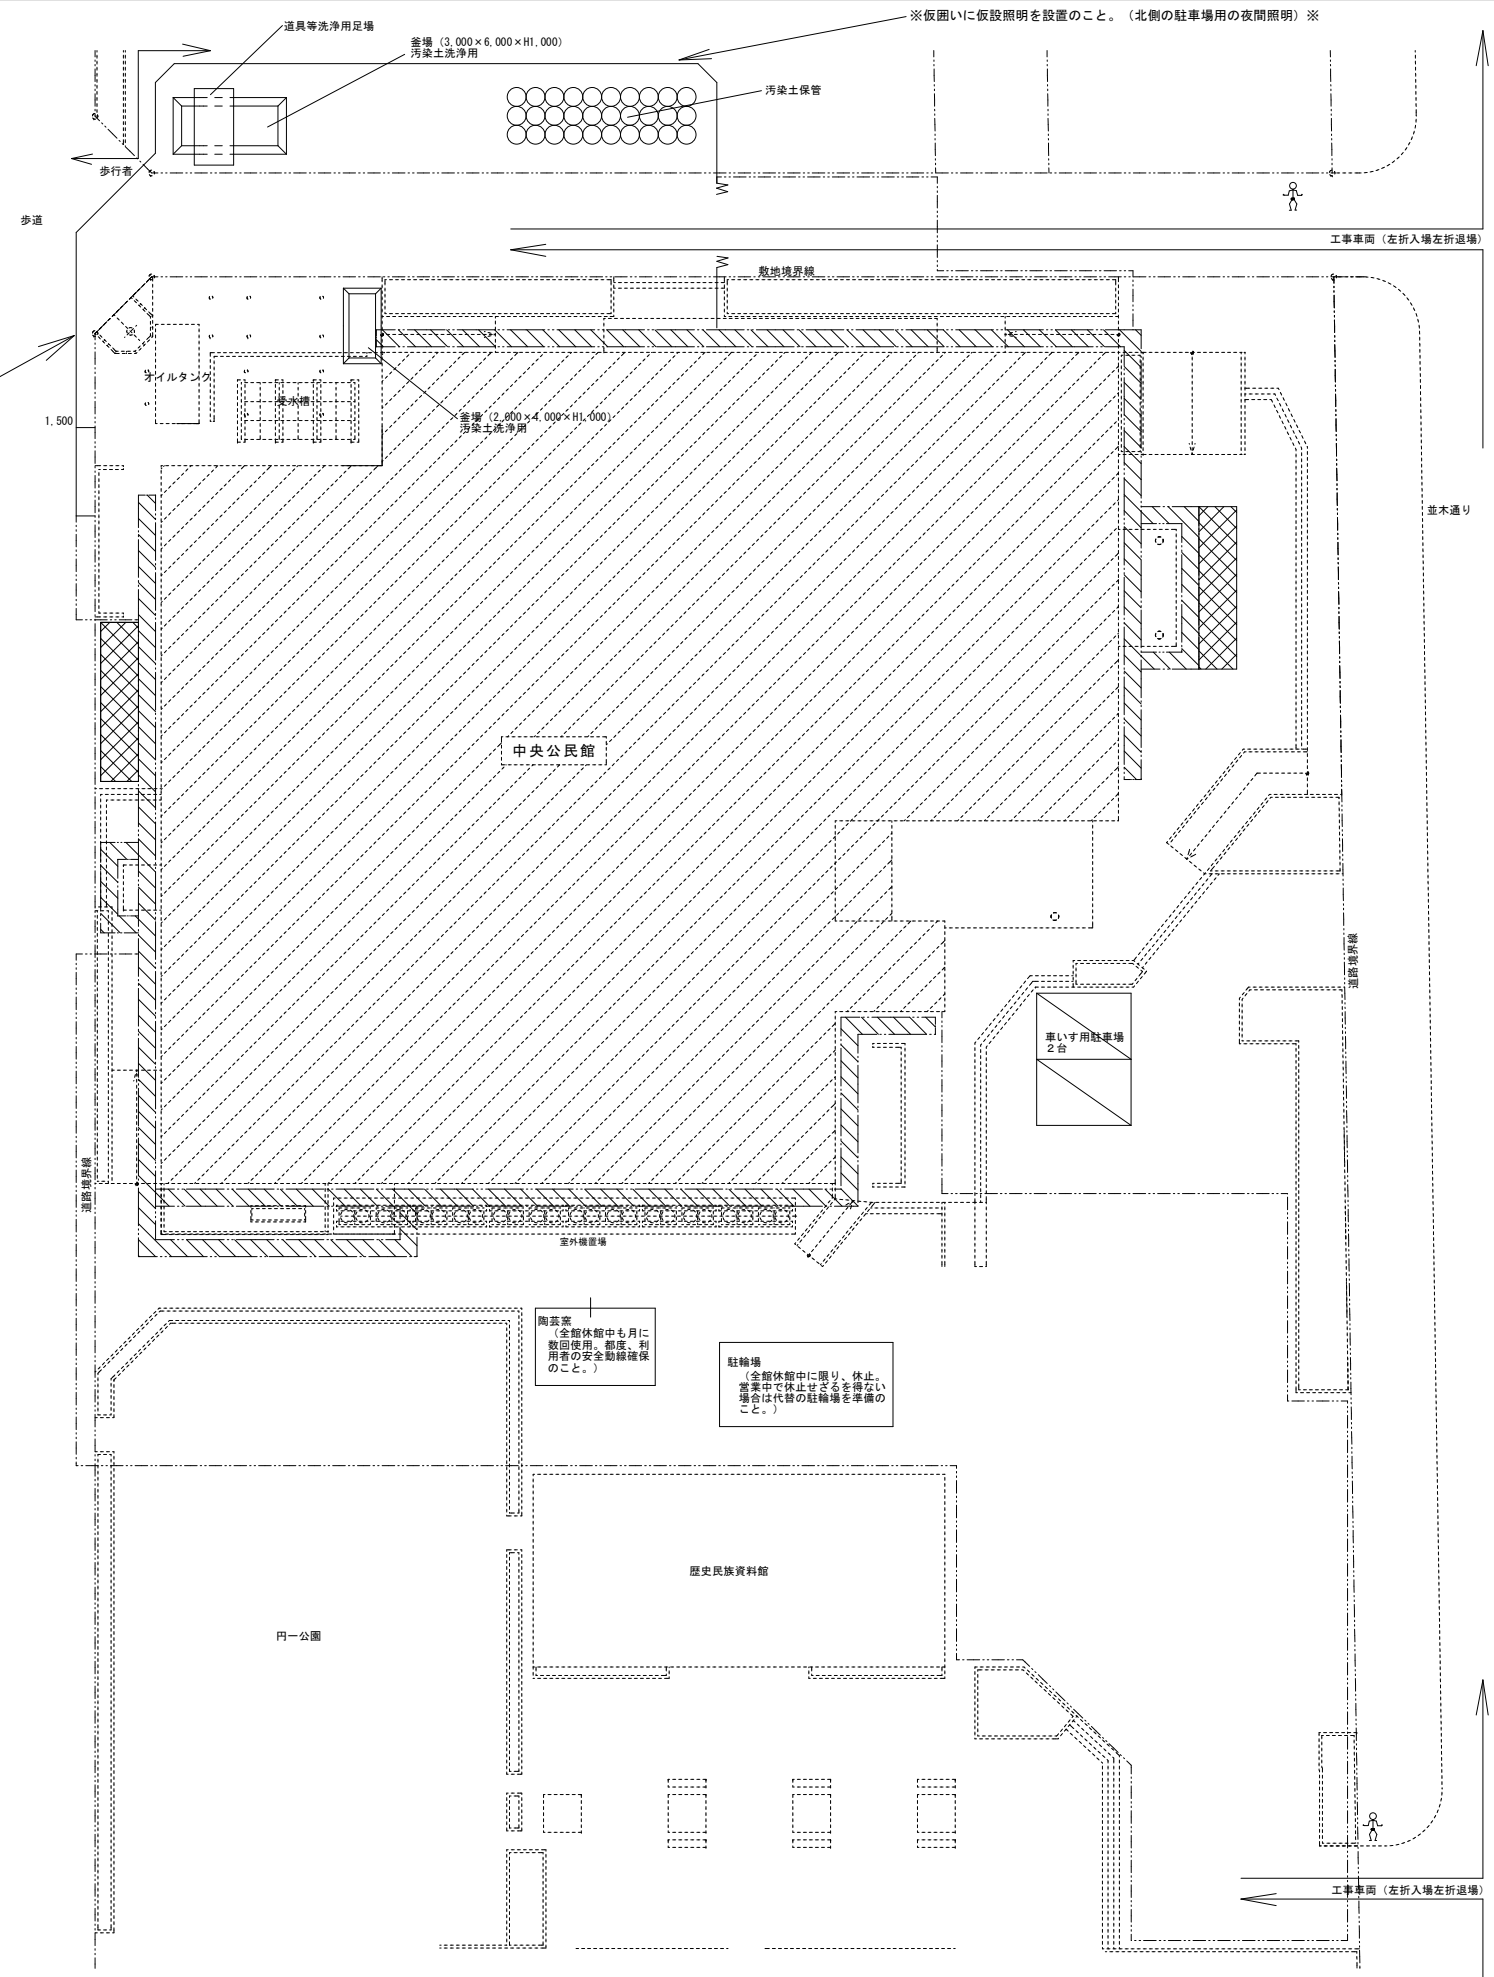 ※仮囲いに仮設照明を設置のこと。（北側の駐車場用の夜間照明）※
道具等洗浄用足場
釜場（3,000×6,000×H1,000）
汚染土洗浄用
汚染土保管
歩行者
歩道
工事車両（左折入場左折退場）
敷地境界線
オイルタンク
受水槽
釜場（2,000×4,000×H1,000）
汚染土洗浄用
1,500
並木通り
中央公民館
道路境界線
車いす用駐車場
２台
道路境界線
室外機置場
陶芸窯
（全館休館中も月に
数回使用。都度、利
用者の安全動線確保
のこと。）
駐輪場
（全館休館中に限り、休止。
営業中で休止せざるを得ない
場合は代替の駐輪場を準備の
こと。）
歴史民族資料館
円一公園
工事車両（左折入場左折退場）